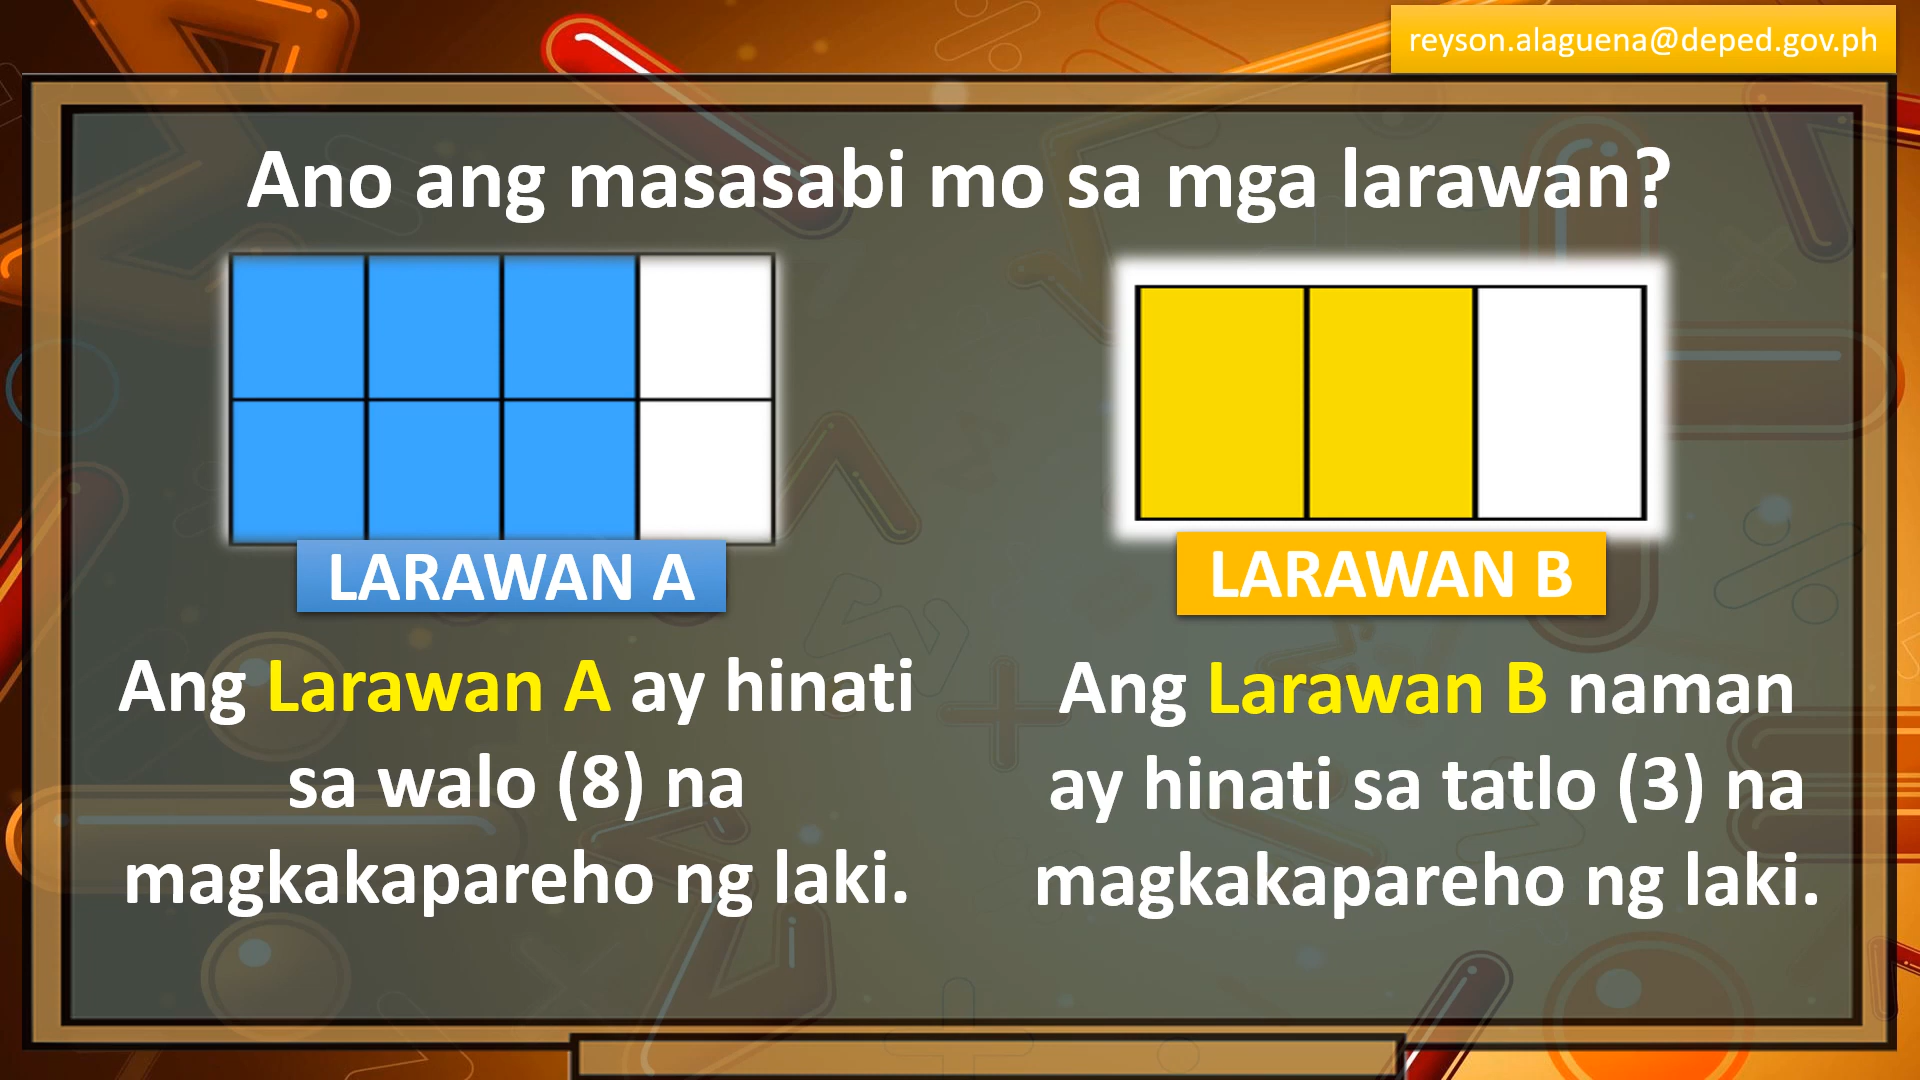 reyson.alaguena@deped.gov.ph
Ano ang masasabi mo sa mga larawan?
LARAWAN A
Ang Larawan A ay hinati
sa walo (8) na
magkakapareho ng laki.
LARAWAN B
Ang Larawan B naman
ay hinati sa tatlo (3) na
magkakapareho ng laki.